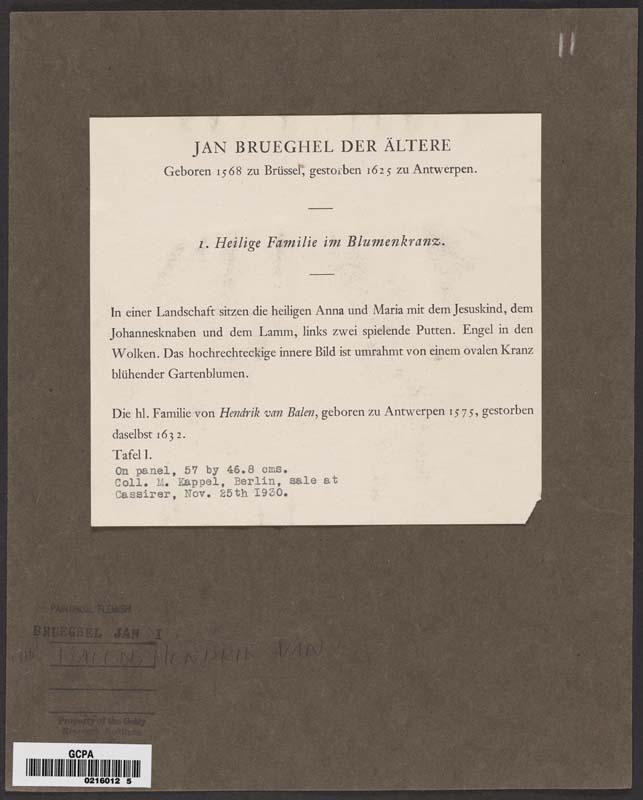 11
JAN BRUEGHEL DER ÄLTERE
Geboren 1568 zu Brüssel, gestorben 1625 zu Antwerpen.
1. Heilige Familie im Blumenkranz.
In einer Landschaft sitzen die heiligen Anna und Maria mit dem Jesuskind, dem
Johannesknaben und dem Lamm, links zwei spielende Putten. Engel in den
Wolken. Das hochrechteckige innere Bild ist umrahmt von einem ovalen Kranz
blühender Gartenblumen.
Die hl. Familie von Hendrik van Balen, geboren zu Antwerpen 1575, gestorben
daselbst 1632.
Tafel I.
On panel, 57 by 46.8 cms.
Coll. M. Kappel, Berlin, sale at
Cassirer, Nov. 25th 1930.
PAINTINGS, FLEMISH
BRUEGHEL JAN I
BALEN, HENDRIK VAN
Property of the Getty
Research Institute
GCPA
0216012 5